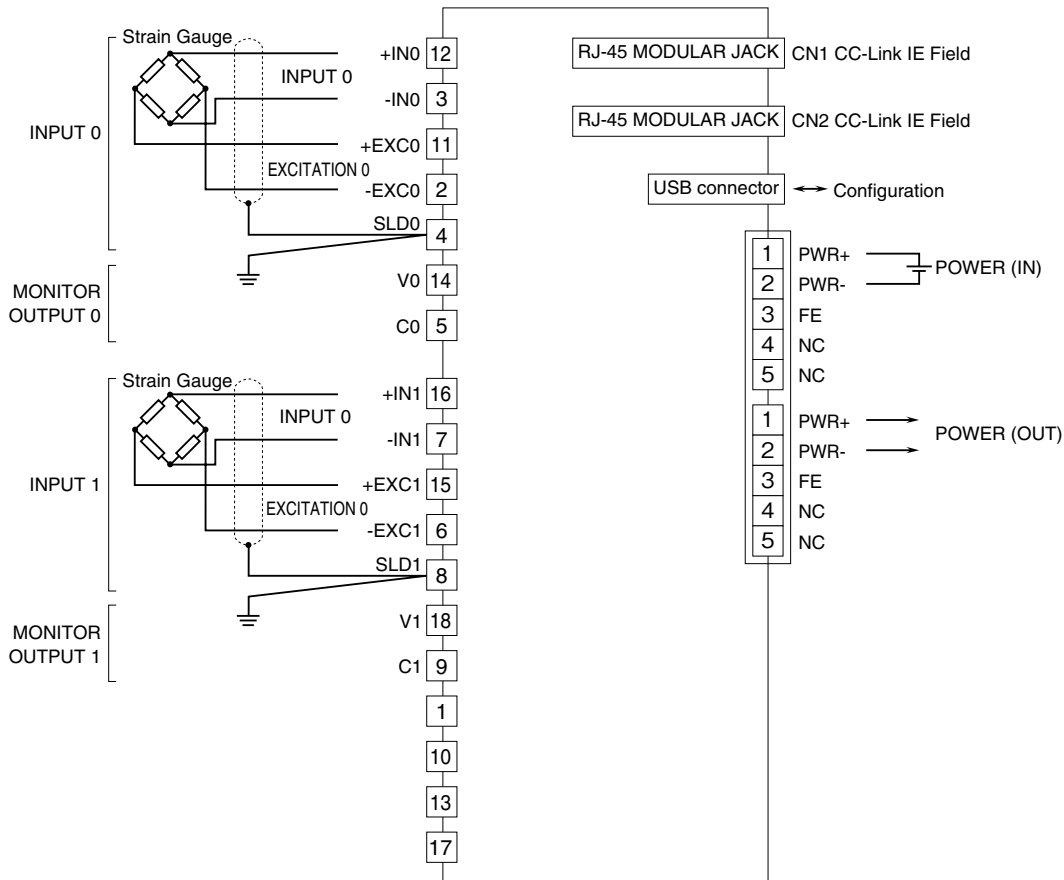 Strain Gauge
INPUT 0
INPUT 0
EXCITATION 0
+IN0 12
-IN0 3
+EXC0 11
-EXC0 2
SLD0 4
MONITOR
OUTPUT 0
V0 14
C0 5
Strain Gauge
INPUT 1
INPUT 0
EXCITATION 0
+IN1 16
-IN1 7
+EXC1 15
-EXC1 6
SLD1 8
MONITOR
OUTPUT 1
V1 18
C1 9
1
10
13
17
RJ-45 MODULAR JACK CN1 CC-Link IE Field
RJ-45 MODULAR JACK CN2 CC-Link IE Field
USB connector Configuration
1 PWR+
2 PWR-
POWER (IN)
3 FE
4 NC
5 NC
1 PWR+
2 PWR-
POWER (OUT)
3 FE
4 NC
5 NC